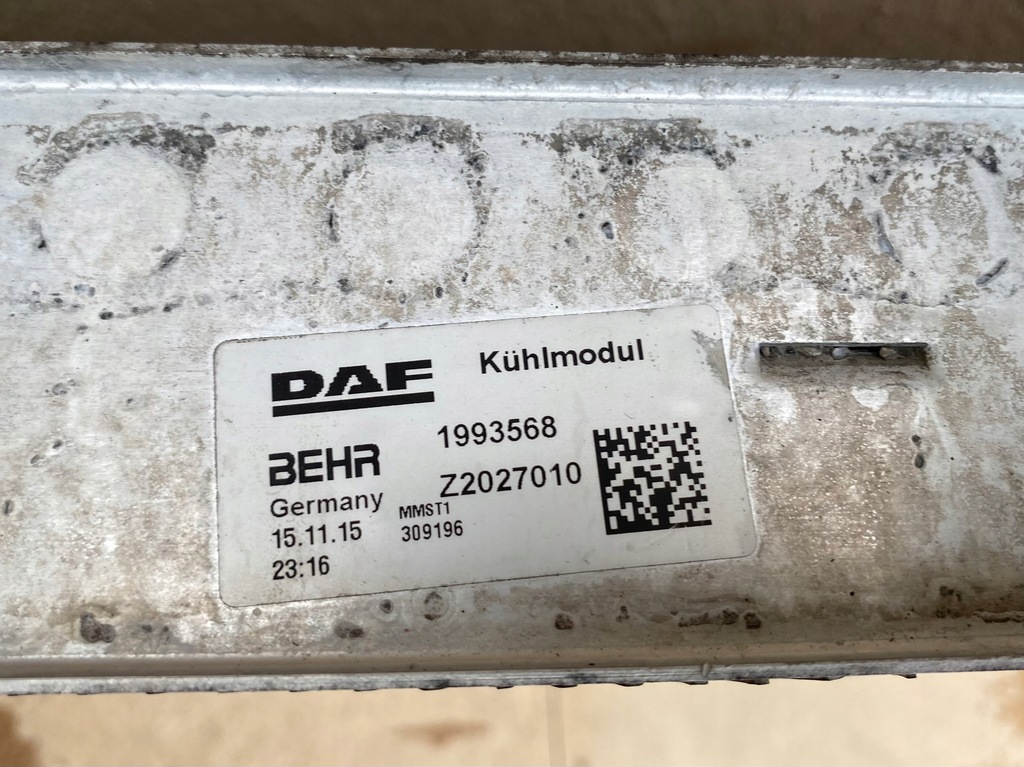 DAF
Kühlmodul
BEHR
1993568
Germany
Z2027010
15.11.15
MMST1
23:16
309196